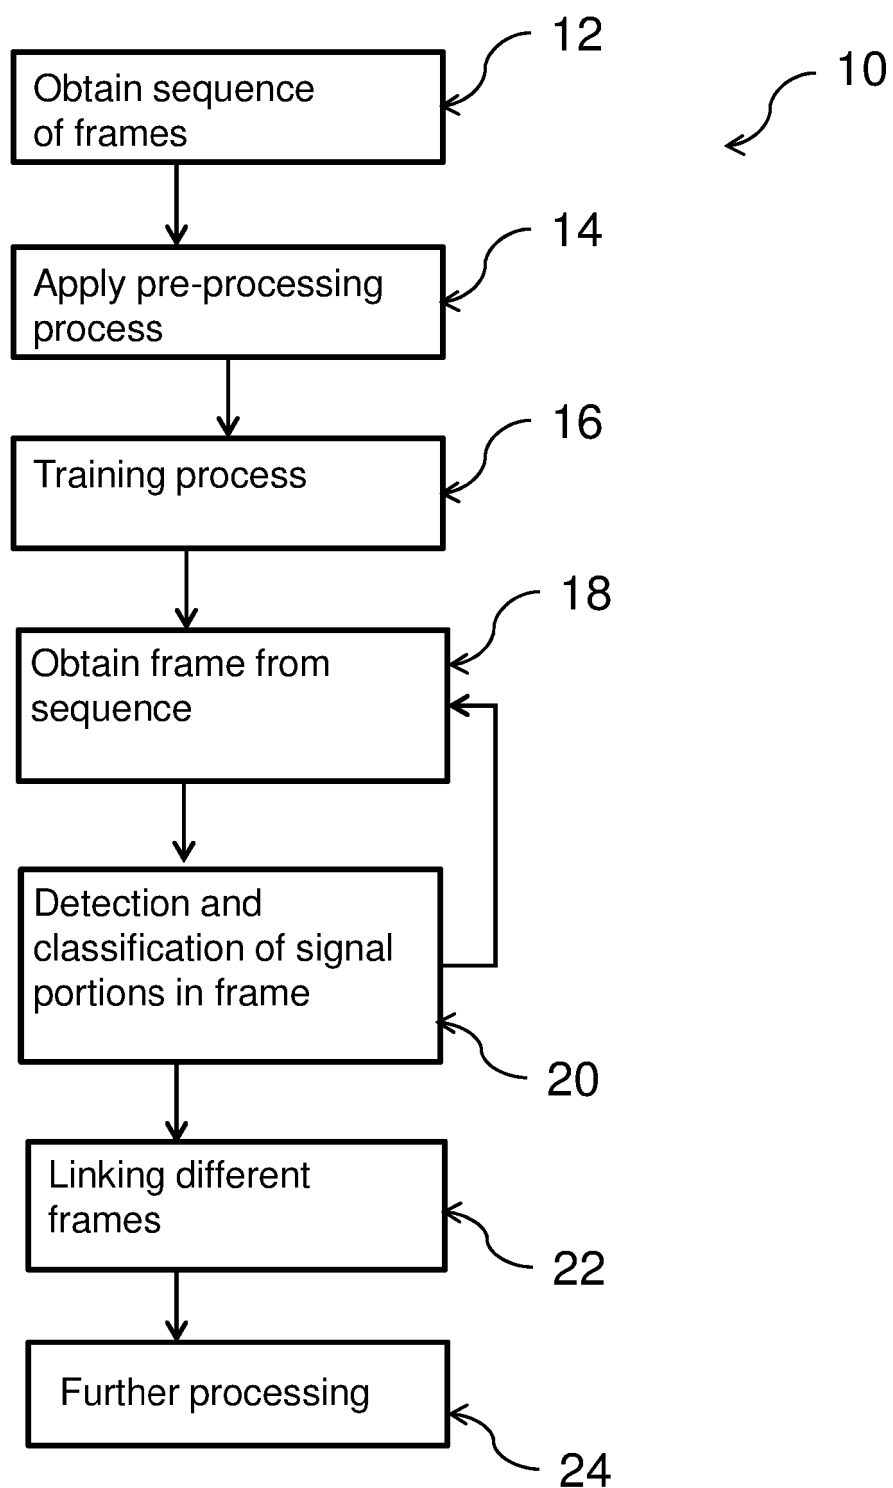 12
10
Obtain sequence
of frames
14
Apply pre-processing
process
16
Training process
18
Obtain frame from
sequence
Detection and
classification of signal
portions in frame
20
Linking different
frames
22
Further processing
24